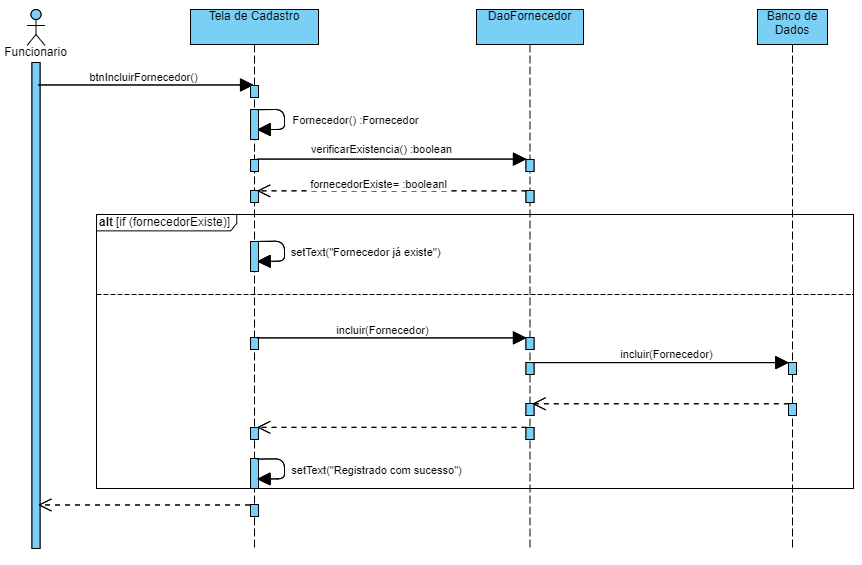 Tela de Cadastro
DaoFornecedor
Banco de
Dados
Funcionario
btnIncluirFornecedor()
Fornecedor() :Fornecedor
verificarExistencia() :boolean
fornecedorExiste= :booleanl
alt [if (fornecedorExiste)]
setText("Fornecedor já existe")
incluir(Fornecedor)
incluir(Fornecedor)
setText("Registrado com sucesso")